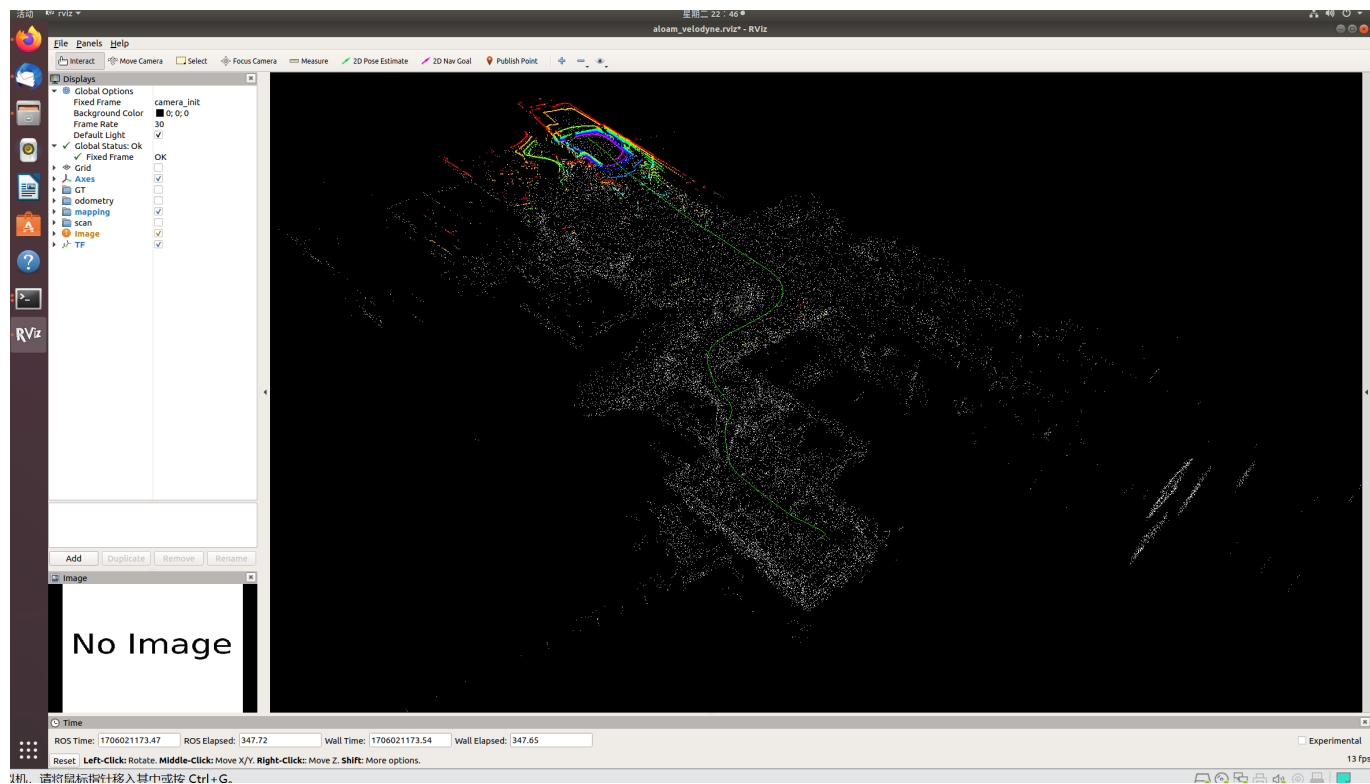 活动 rviz 星期二 22：46
aloam_velodyne.rviz* - RViz
File Panels Help
Interact Move Camera Select Focus Camera Measure 2D Pose Estimate 2D Nav Goal Publish Point
Displays
Global Options
Fixed Frame camera_init
Background Color 0; 0; 0
Frame Rate 30
Default Light
Global Status: Ok
Fixed Frame OK
Grid
Axes
GT
odometry
mapping
scan
Image
TF
RViz
Add Duplicate Remove Rename
Image
No Image
Time
ROS Time: 1706021173.47 ROS Elapsed: 347.72 Wall Time: 1706021173.54 Wall Elapsed: 347.65 Experimental
Reset Left-Click: Rotate. Middle-Click: Move X/Y. Right-Click:: Move Z. Shift: More options. 13 fps
机，请将鼠标指针移入其中或按 Ctrl+G。